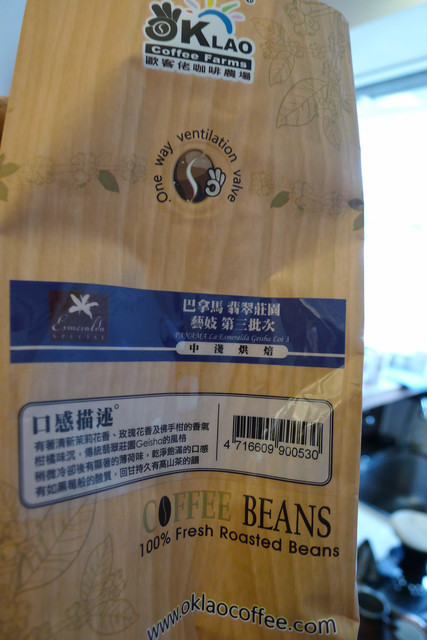 OKLAO
Coffee Farms
歐客佬咖啡農場
One way ventilation valve
Esmeralda
SPECIAL
巴拿馬 翡翠莊園
藝妓 第三批次
PANAMA La Esmeralda Geisha Lot 3
中淺烘焙
口感描述
有著清新茉莉花香、玫瑰花香及佛手柑的香氣
柑橘味沉,傳統翡翠莊園Geisha的風格
稍微冷卻後有顯著的薄荷味,乾淨飽滿的口感
有如薰莓般的酸質,回甘持久有高山茶的韻
4 716609 900530
COFFEE BEANS
100% Fresh Roasted Beans
www.oklaocoffee.com